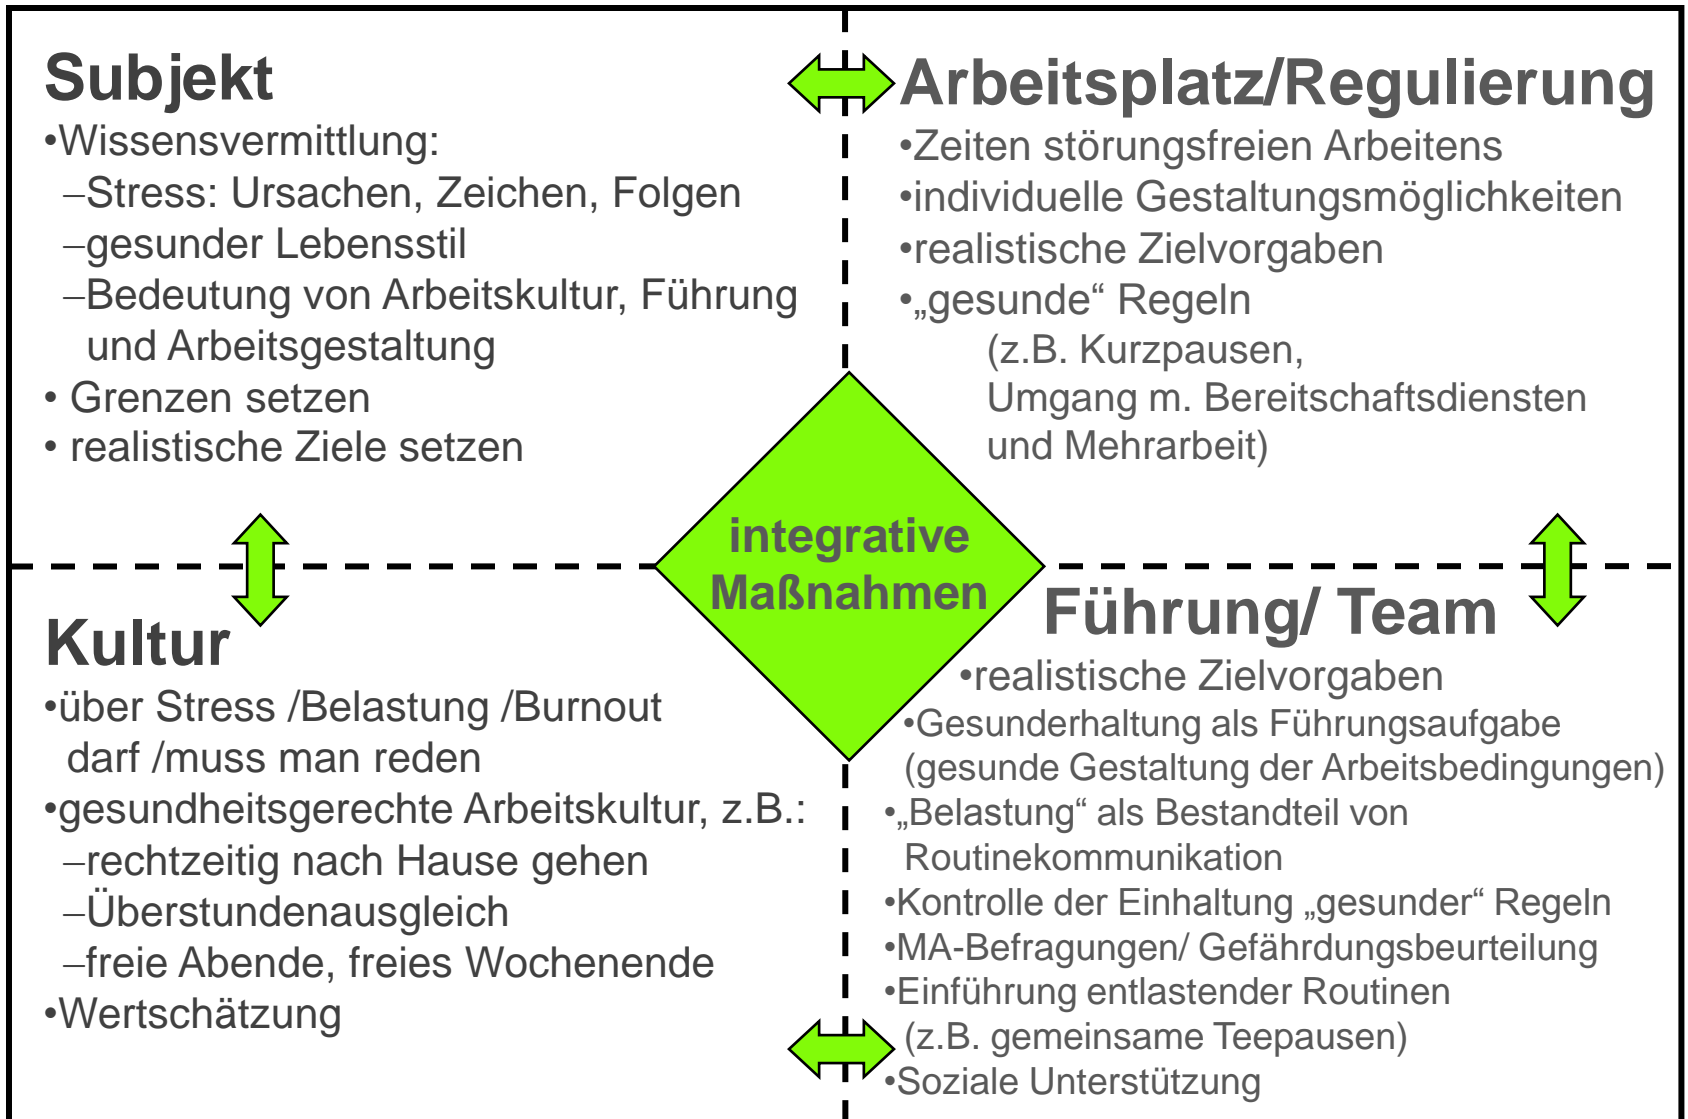 Subjekt
•Wissensvermittlung:
–Stress: Ursachen, Zeichen, Folgen
–gesunder Lebensstil
–Bedeutung von Arbeitskultur, Führung
und Arbeitsgestaltung
• Grenzen setzen
• realistische Ziele setzen
Arbeitsplatz/Regulierung
•Zeiten störungsfreien Arbeitens
•individuelle Gestaltungsmöglichkeiten
•realistische Zielvorgaben
•„gesunde“ Regeln
(z.B. Kurzpausen,
Umgang m. Bereitschaftsdiensten
und Mehrarbeit)
integrative
Maßnahmen
Kultur
•über Stress /Belastung /Burnout
darf /muss man reden
•gesundheitsgerechte Arbeitskultur, z.B.:
–rechtzeitig nach Hause gehen
–Überstundenausgleich
–freie Abende, freies Wochenende
•Wertschätzung
Führung/ Team
•realistische Zielvorgaben
•Gesunderhaltung als Führungsaufgabe
(gesunde Gestaltung der Arbeitsbedingungen)
•„Belastung“ als Bestandteil von
Routinekommunikation
•Kontrolle der Einhaltung „gesunder“ Regeln
•MA-Befragungen/ Gefährdungsbeurteilung
•Einführung entlastender Routinen
(z.B. gemeinsame Teepausen)
•Soziale Unterstützung